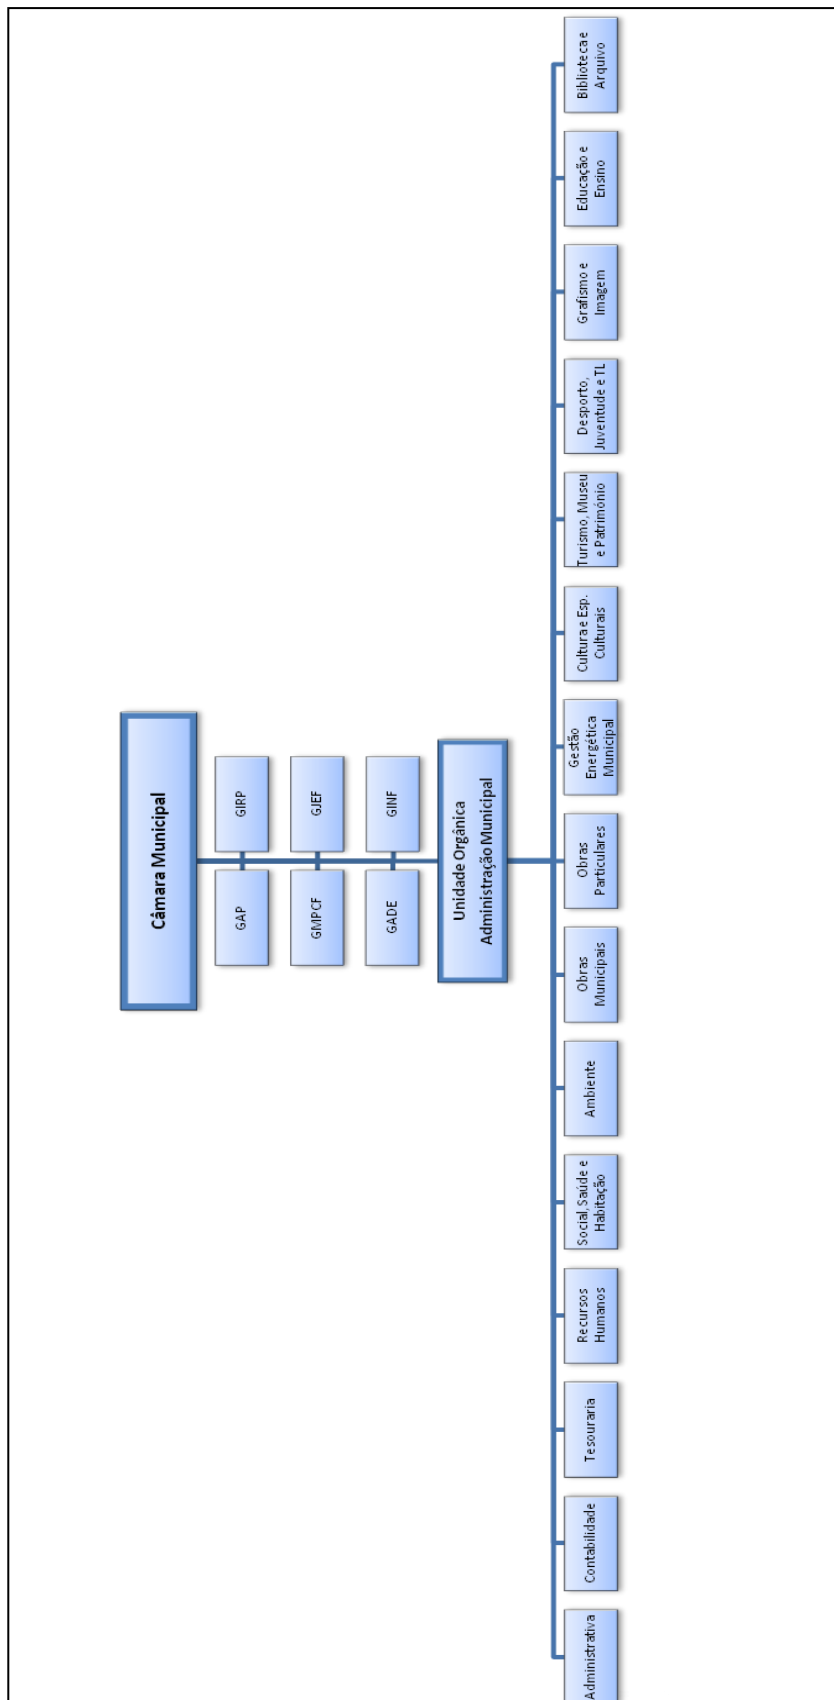 Câmara Municipal
GAP
GIRP
GMPCF
GJEF
GADE
GINF
Unidade Orgânica
Administração Municipal
Administrativa
Contabilidade
Tesouraria
Recursos
Humanos
Social, Saúde e
Habitação
Ambiente
Obras
Municipais
Obras
Particulares
Gestão
Energética
Municipal
Cultura e Esp.
Culturais
Turismo, Museu
e Património
Desporto,
Juventude e TL
Grafismo e
Imagem
Educação e
Ensino
Biblioteca e
Arquivo